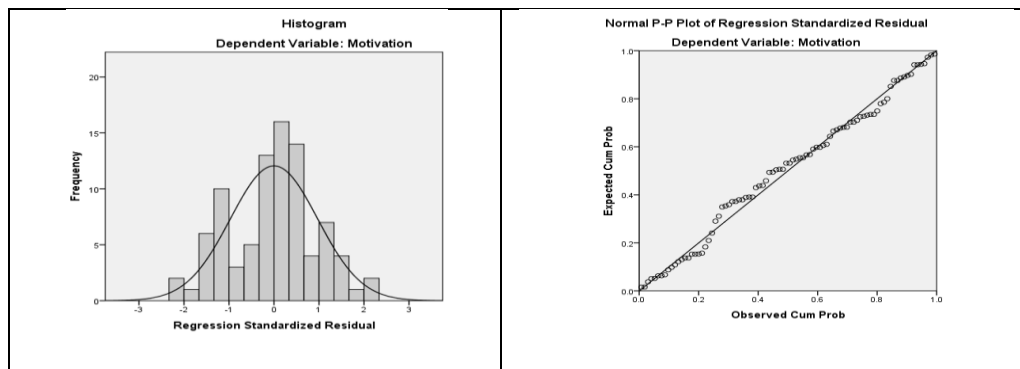 Histogram
Dependent Variable: Motivation
Frequency
20
15
10
5
0
-3 -2 -1 0 1 2 3
Regression Standardized Residual
Normal P-P Plot of Regression Standardized Residual
Dependent Variable: Motivation
Expected Cum Prob
1.0
0.8
0.6
0.4
0.2
0.0
0.0 0.2 0.4 0.6 0.8 1.0
Observed Cum Prob